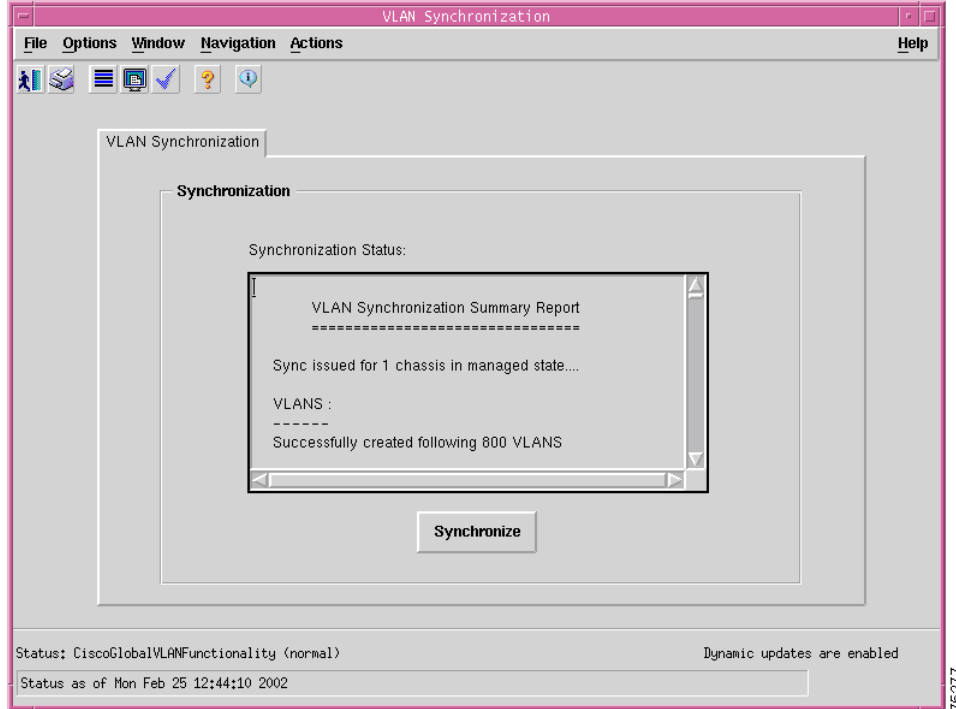 VLAN Synchronization
File Options Window Navigation Actions Help
VLAN Synchronization
Synchronization
Synchronization Status:
VLAN Synchronization Summary Report
================================
Sync issued for 1 chassis in managed state....
VLANS :
------
Successfully created following 800 VLANS
Synchronize
Status: CiscoGlobalVLANFunctionality (normal) Dynamic updates are enabled
Status as of Mon Feb 25 12:44:10 2002